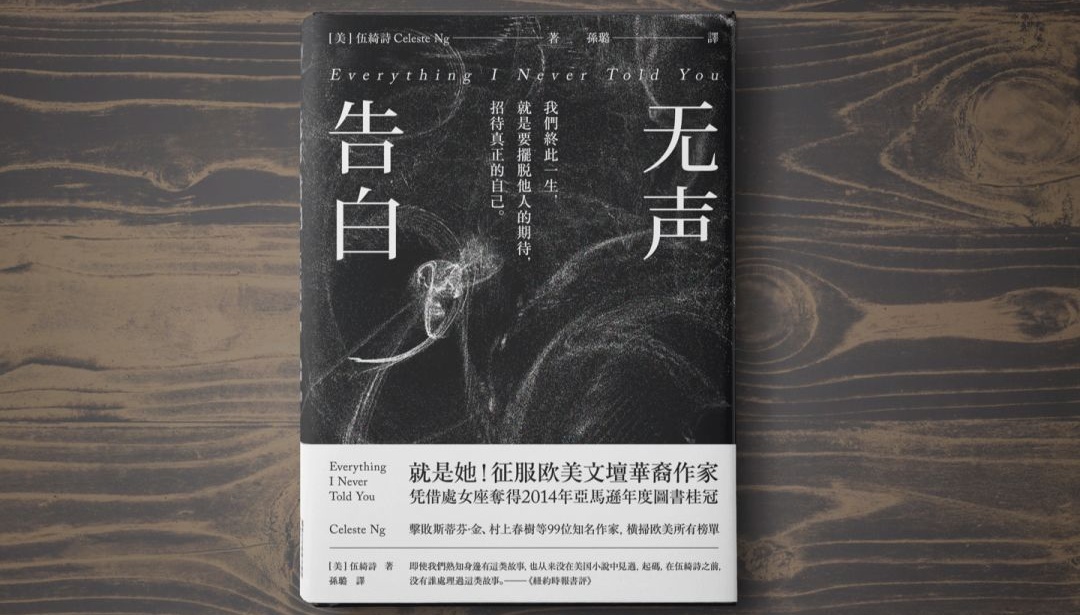 [美] 伍綺詩 Celeste Ng 著 孫璐 譯
Everything I Never Told You
无声
告白
我們終此一生，
就是要擺脱他人的期待，
招待真正的自己。
Everything
I Never
Told You
就是她！征服欧美文壇華裔作家
凭借處女座奪得2014年亞馬遜年度圖書桂冠
Celeste Ng
擊敗斯蒂芬·金、村上春樹等99位知名作家，橫掃欧美所有榜單
[美] 伍綺詩 著
孫璐 譯
即使我們熟知身邊有這类故事，也从来没在美国小說中見過，起碼，在伍綺詩之前，
没有誰處理過這类故事。——《紐約時報書評》